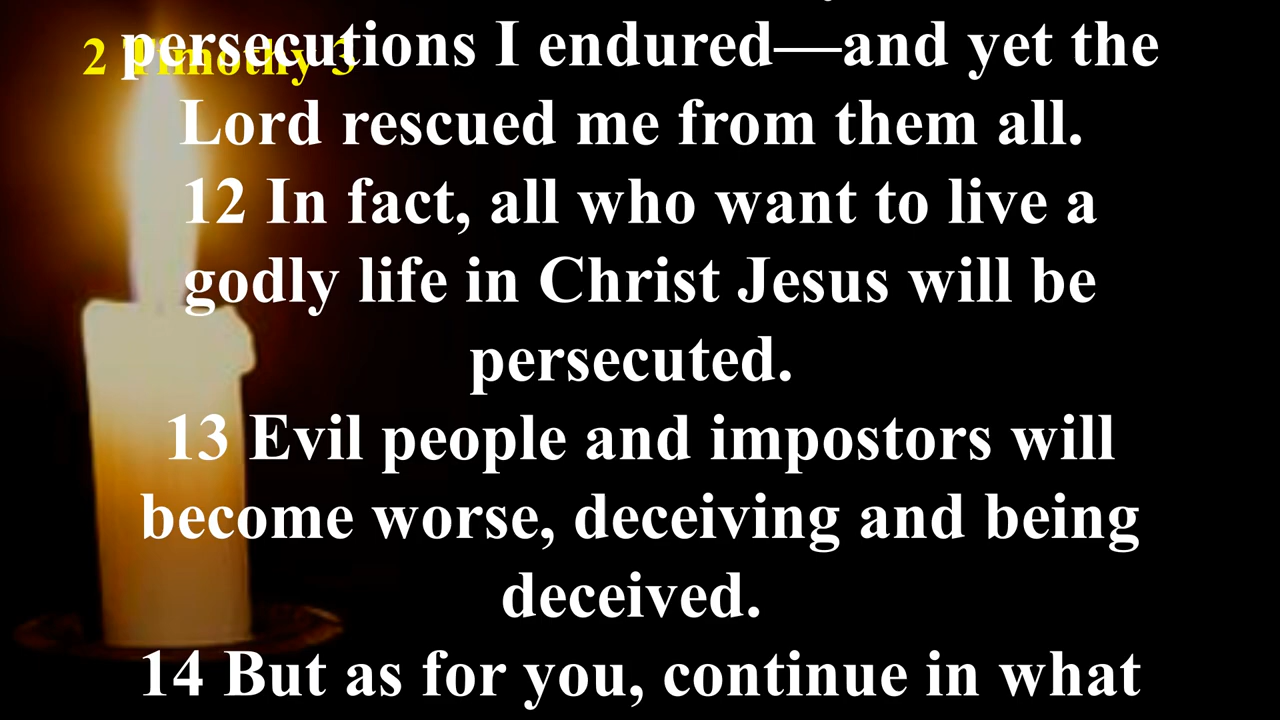 2 Timothy 3
persecutions I endured—and yet the
Lord rescued me from them all.
12 In fact, all who want to live a
godly life in Christ Jesus will be
persecuted.
13 Evil people and impostors will
become worse, deceiving and being
deceived.
14 But as for you, continue in what